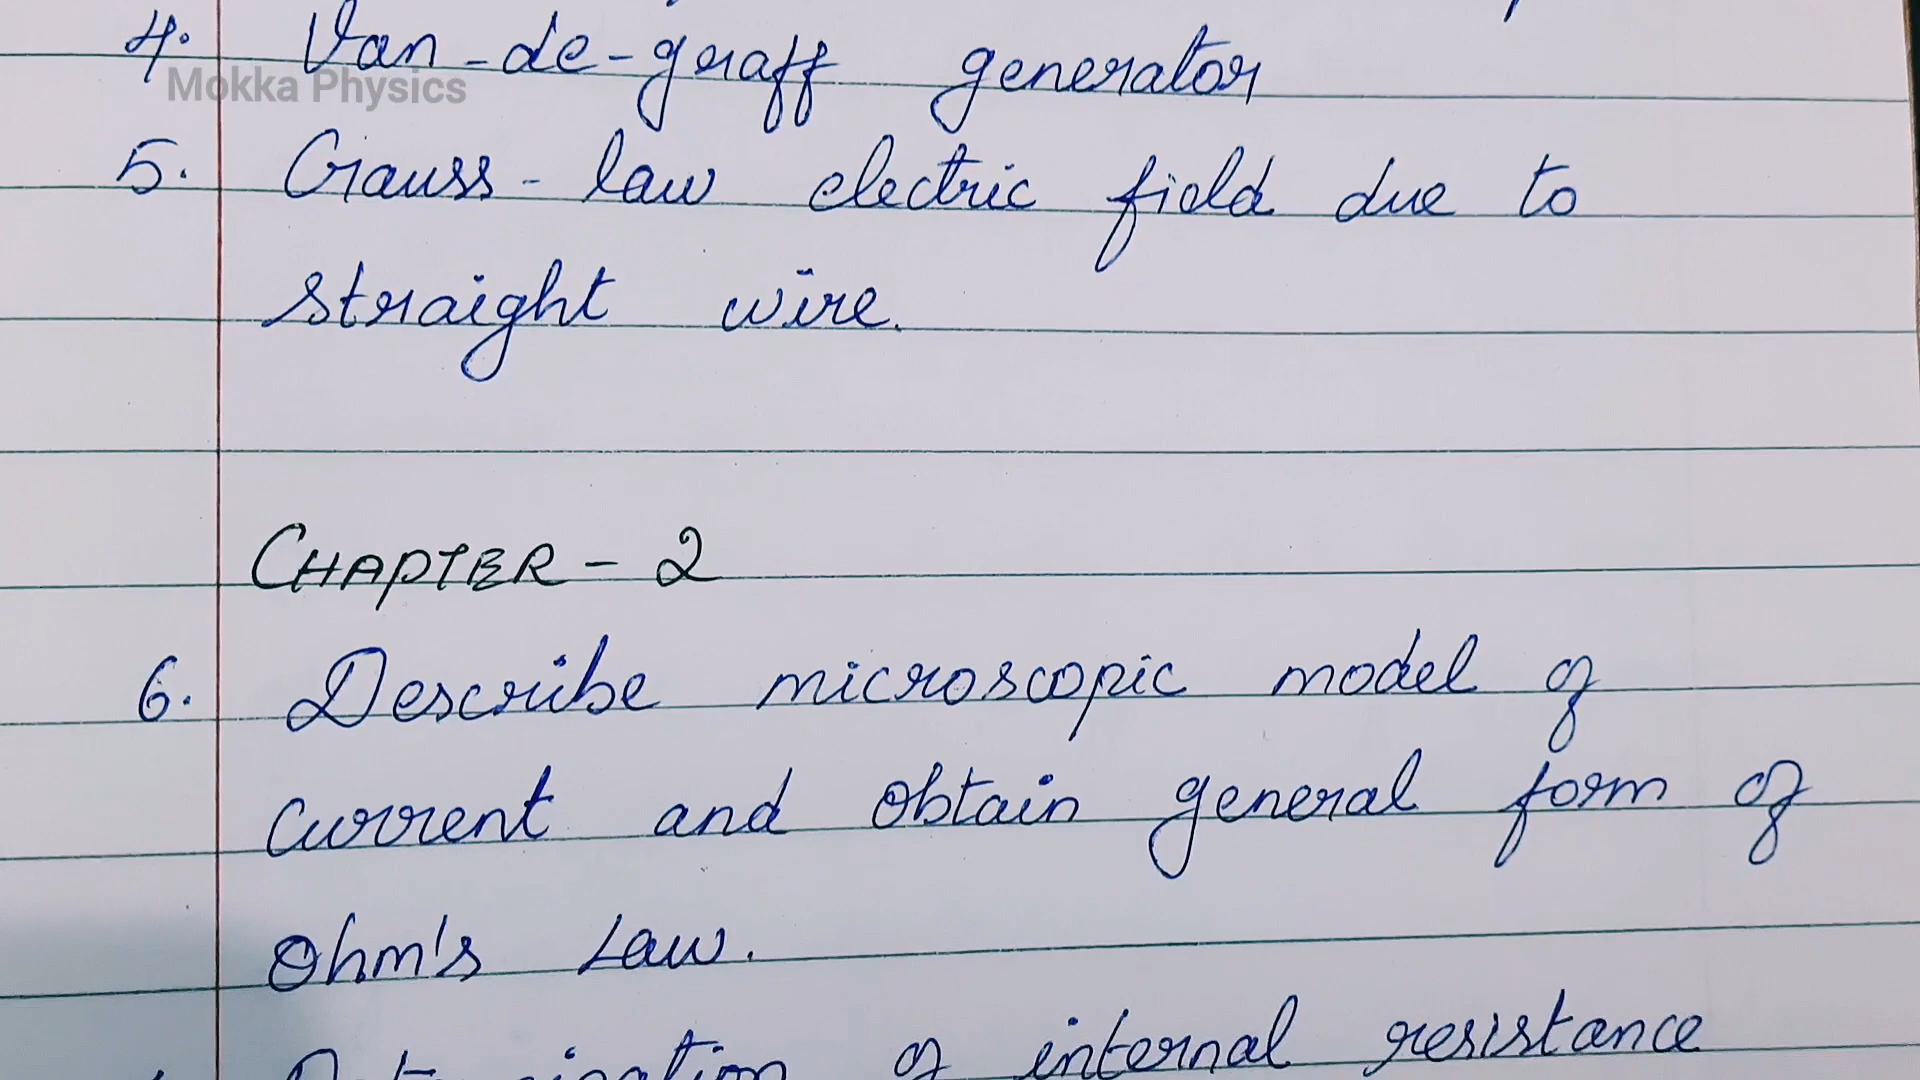 4. Van-de-graff generator
Mokka Physics
5. Gauss-law electric field due to
straight wire.
CHAPTER-2
6. Describe microscopic model of
current and obtain general form of
Ohm's Law.
of internal resistance